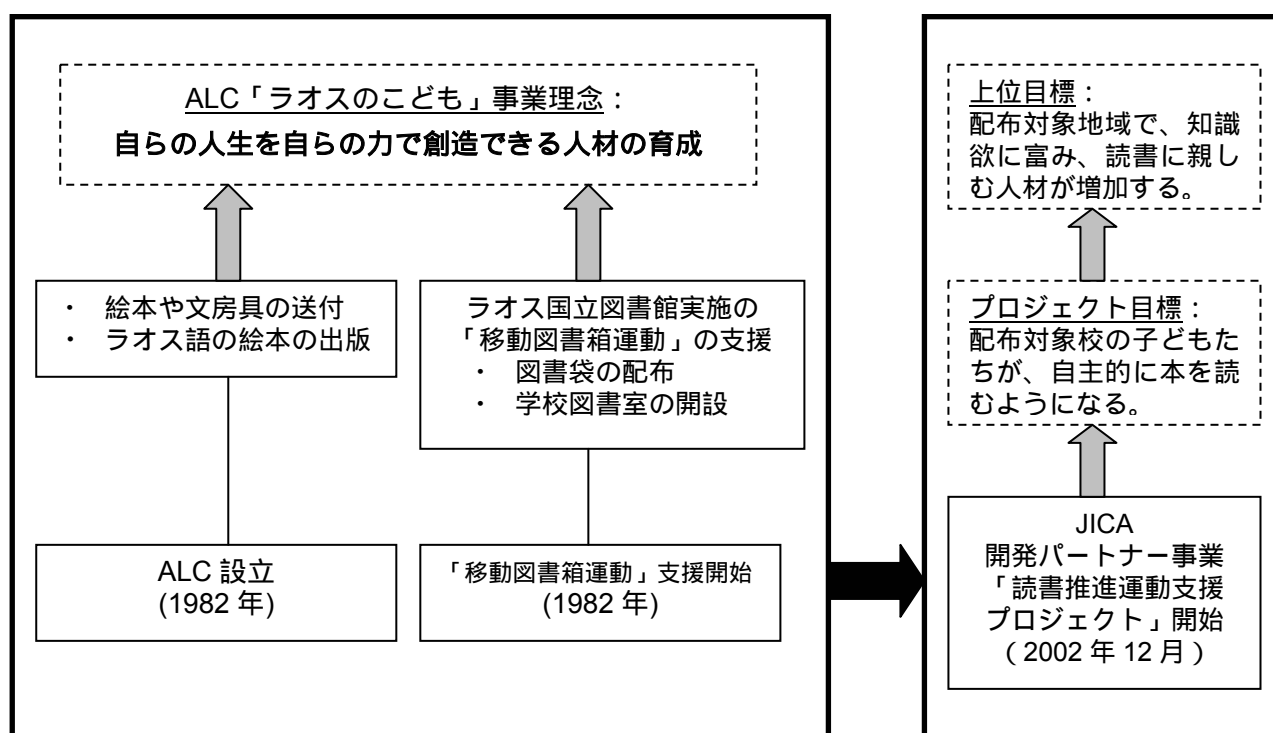 ALC「ラオスのこども」事業理念：
自らの人生を自らの力で創造できる人材の育成
・ 絵本や文房具の送付
・ ラオス語の絵本の出版
ラオス国立図書館実施の
「移動図書箱運動」の支援
・ 図書袋の配布
・ 学校図書室の開設
ALC 設立
(1982 年)
「移動図書箱運動」支援開始
(1982 年)
上位目標：
配布対象地域で、知識
欲に富み、読書に親し
む人材が増加する。
プロジェクト目標：
配布対象校の子どもた
ちが、自主的に本を読
むようになる。
JICA
開発パートナー事業
「読書推進運動支援
プロジェクト」開始
（2002 年 12 月）